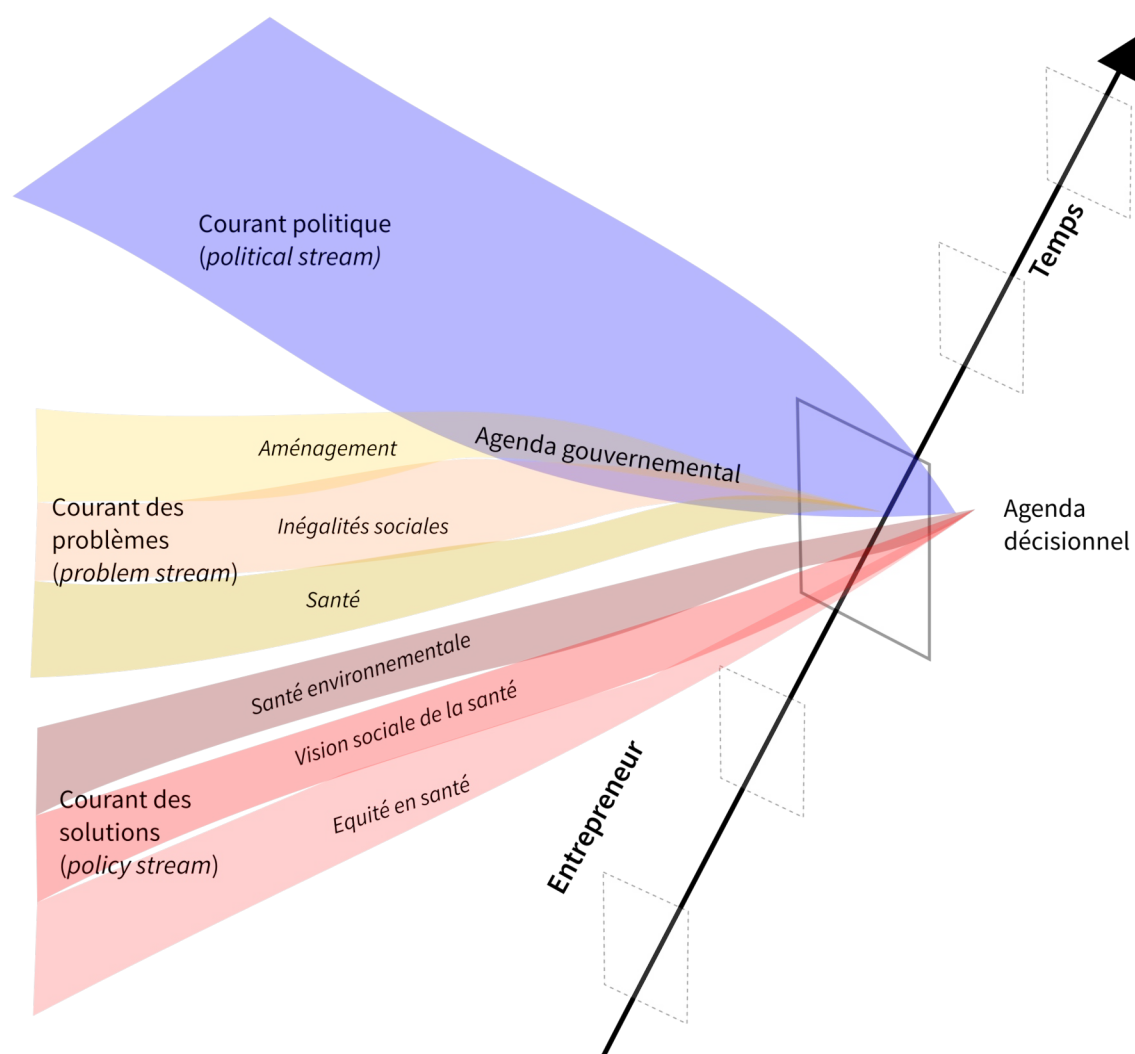 Courant politique
(political stream)
Aménagement
Agenda gouvernemental
Courant des
problèmes
(problem stream)
Inégalités sociales
Santé
Santé environnementale
Vision sociale de la santé
Courant des
solutions
(policy stream)
Equité en santé
Entrepreneur
Temps
Agenda
décisionnel